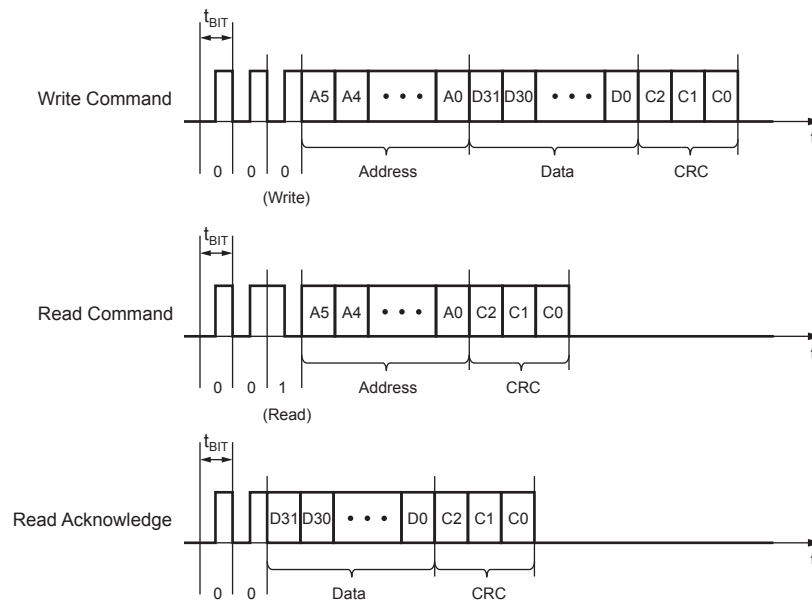 tBIT
Write Command A5 A4 • • • A0 D31 D30 • • • D0 C2 C1 C0
t
0 0 0 Address Data CRC
(Write)
tBIT
Read Command A5 A4 • • • A0 C2 C1 C0
t
0 0 1 Address CRC
(Read)
tBIT
Read Acknowledge D31 D30 • • • D0 C2 C1 C0
t
0 0 Data CRC